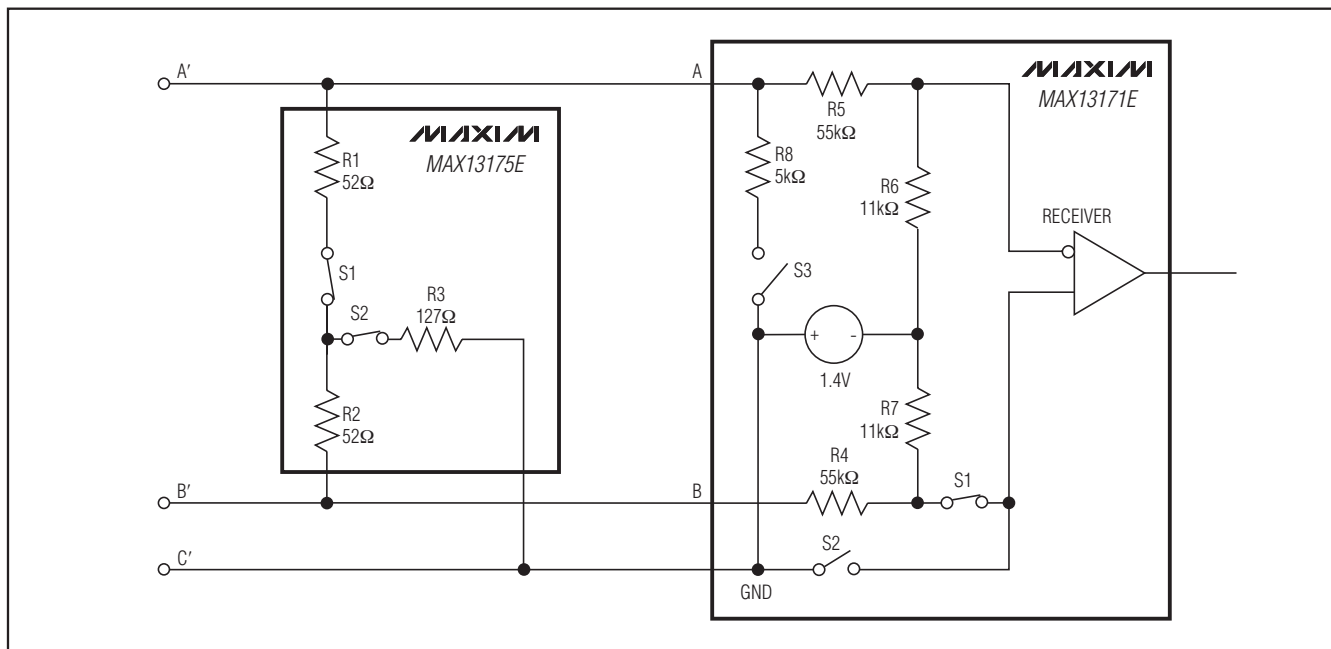 A′
B′
C′
MAXIM
MAX13175E
R1
52Ω
S1
S2
R3
127Ω
R2
52Ω
A
B
MAXIM
MAX13171E
R5
55kΩ
R8
5kΩ
R6
11kΩ
S3
RECEIVER
+
-
1.4V
R7
11kΩ
R4
55kΩ
S1
S2
GND